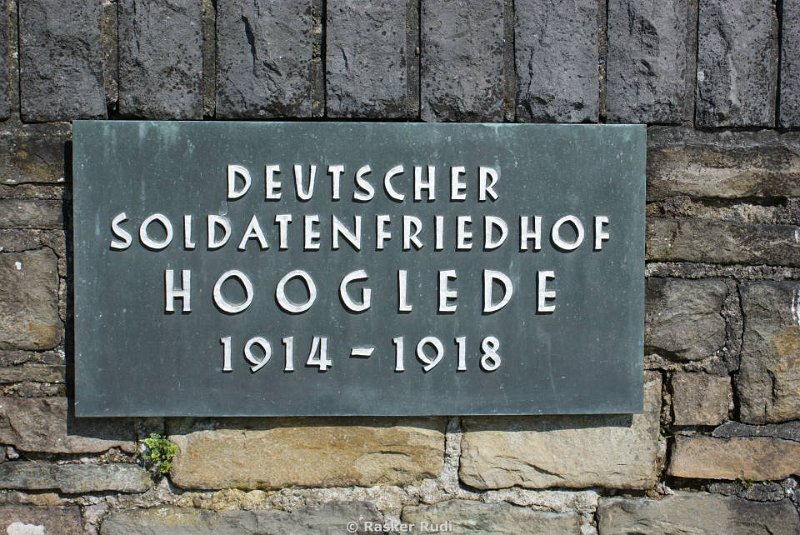 DEUTSCHER
SOLDATENFRIEDHOF
HOOGLEDE
1914 - 1918
© Rasker Rudi